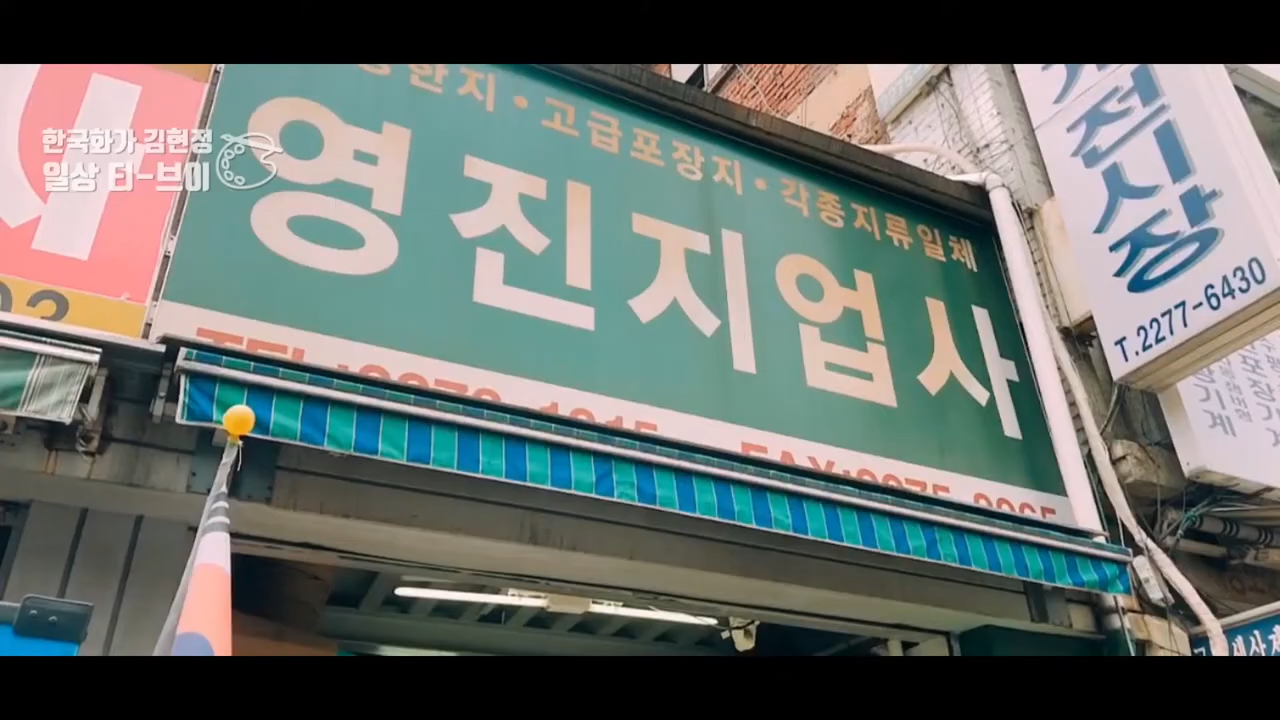 한국화가 김현정
일상 티-브이
한지·고급포장지·각종지류일체
영진지업사
전시장
T.2277-6430